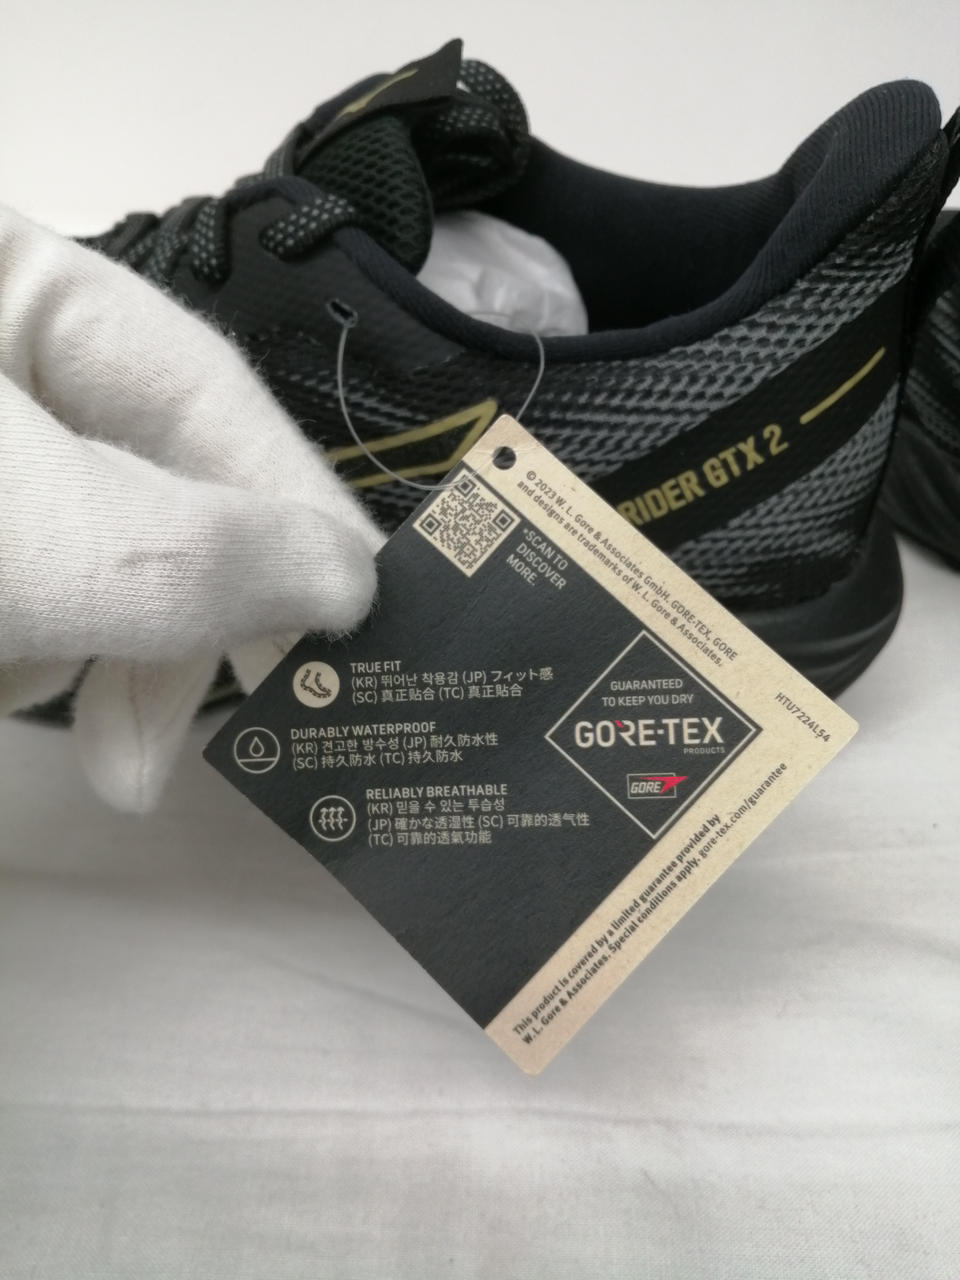 RIDER GTX 2
© 2023 W. L. Gore & Associates GmbH. GORE-TEX, GORE
and designs are trademarks of W. L. Gore & Associates.
*SCAN TO
DISCOVER
MORE.
HTU7224L54
GUARANTEED
TO KEEP YOU DRY
GORE-TEX
PRODUCTS
GORE
TRUE FIT
(KR) 뛰어난 착용감 (JP) フィット感
(SC) 真正贴合 (TC) 真正貼合
DURABLY WATERPROOF
(KR) 견고한 방수성 (JP) 耐久防水性
(SC) 持久防水 (TC) 持久防水
RELIABLY BREATHABLE
(KR) 믿을 수 있는 투습성
(JP) 確かな透湿性 (SC) 可靠的透气性
(TC) 可靠的透氣功能
This product is covered by a limited guarantee provided by
W. L. Gore & Associates. Special conditions apply. gore-tex.com/guarantee